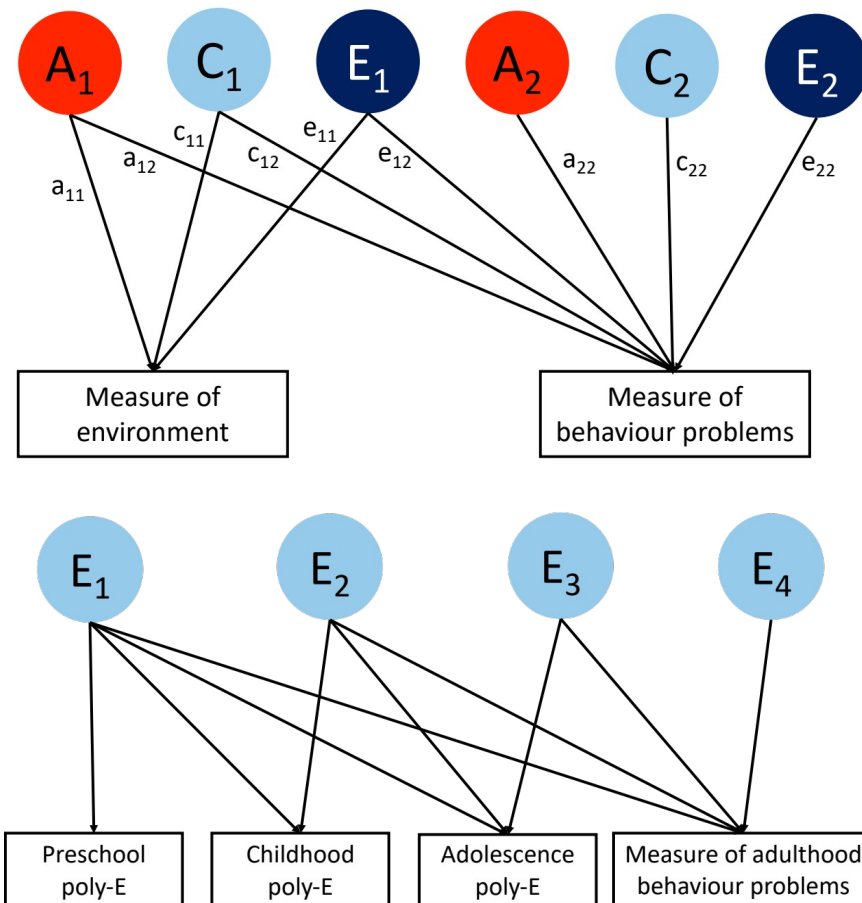 A₁ C₁ E₁ A₂ C₂ E₂
a₁₁ a₁₂ c₁₁ c₁₂ e₁₁ e₁₂ a₂₂ c₂₂ e₂₂
Measure of
environment
Measure of
behaviour problems
E₁ E₂ E₃ E₄
Preschool
poly-E
Childhood
poly-E
Adolescence
poly-E
Measure of adulthood
behaviour problems